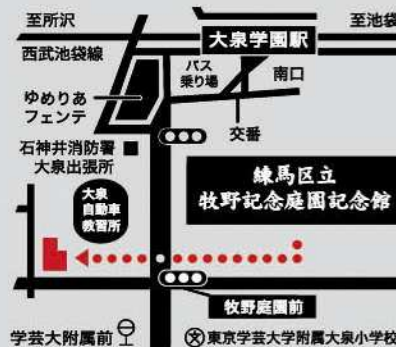 至所沢
至池袋
西武池袋線
大泉学園駅
バス
乗り場
南口
ゆめりあ
フェンテ
交番
石神井消防署
大泉出張所
大泉
自動車
教習所
練馬区立
牧野記念庭園記念館
牧野庭園前
学芸大附属前
文東京学芸大学附属大泉小学校